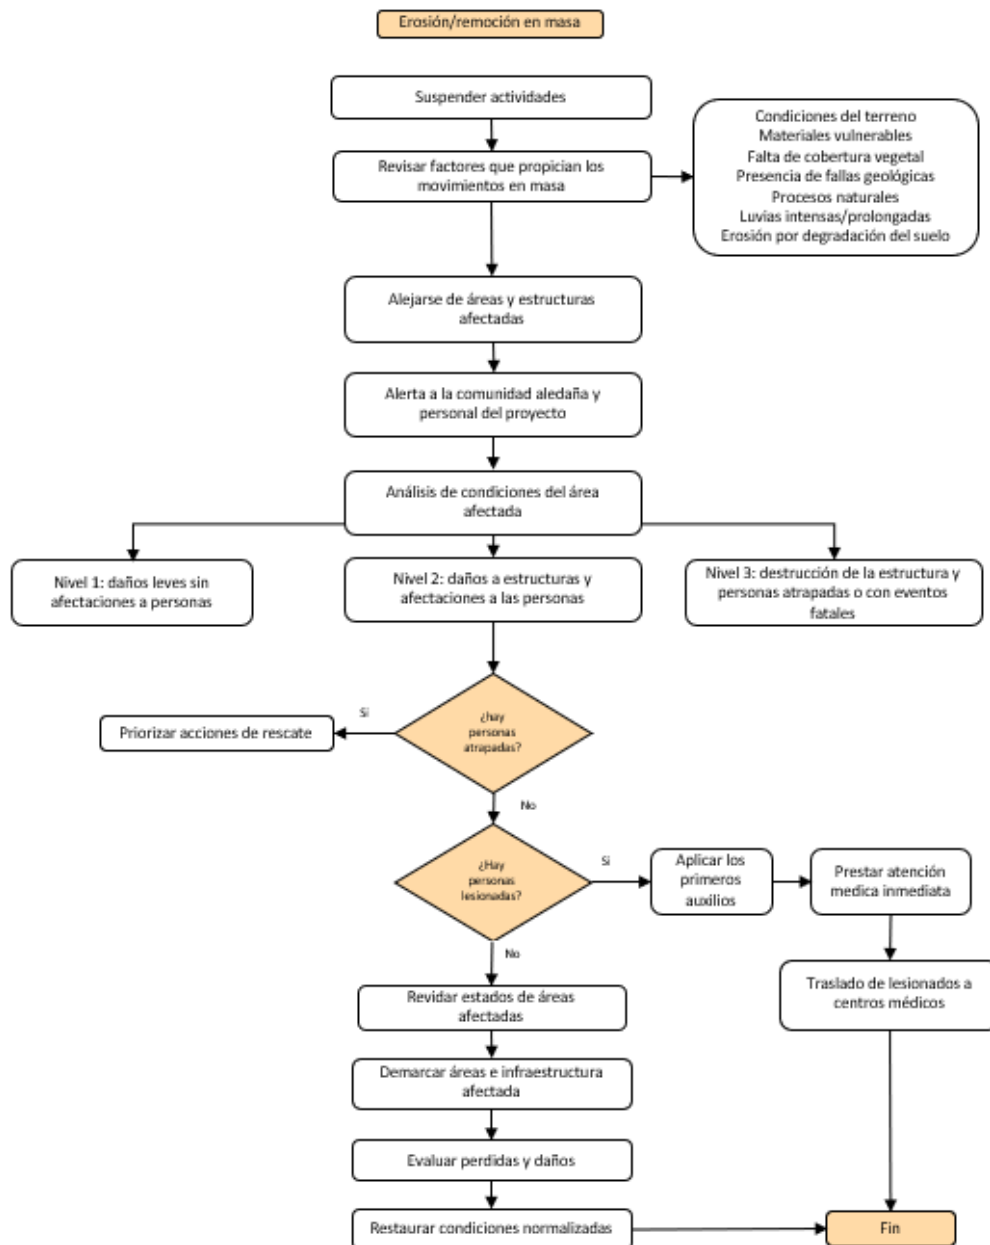 Erosión/remoción en masa
Suspender actividades
Revisar factores que propician los
movimientos en masa
Condiciones del terreno
Materiales vulnerables
Falta de cobertura vegetal
Presencia de fallas geológicas
Procesos naturales
Luvias intensas/prolongadas
Erosión por degradación del suelo
Alejarse de áreas y estructuras
afectadas
Alerta a la comunidad aledaña y
personal del proyecto
Análisis de condiciones del área
afectada
Nivel 1: daños leves sin
afectaciones a personas
Nivel 2: daños a estructuras y
afectaciones a las personas
Nivel 3: destrucción de la estructura y
personas atrapadas o con eventos
fatales
¿hay
personas
atrapadas?
Si
Priorizar acciones de rescate
No
¿Hay
personas
lesionadas?
Si
Aplicar los
primeros
auxilios
Prestar atención
medica inmediata
Traslado de lesionados a
centros médicos
No
Revidar estados de áreas
afectadas
Demarcar áreas e infraestructura
afectada
Evaluar perdidas y daños
Restaurar condiciones normalizadas
Fin